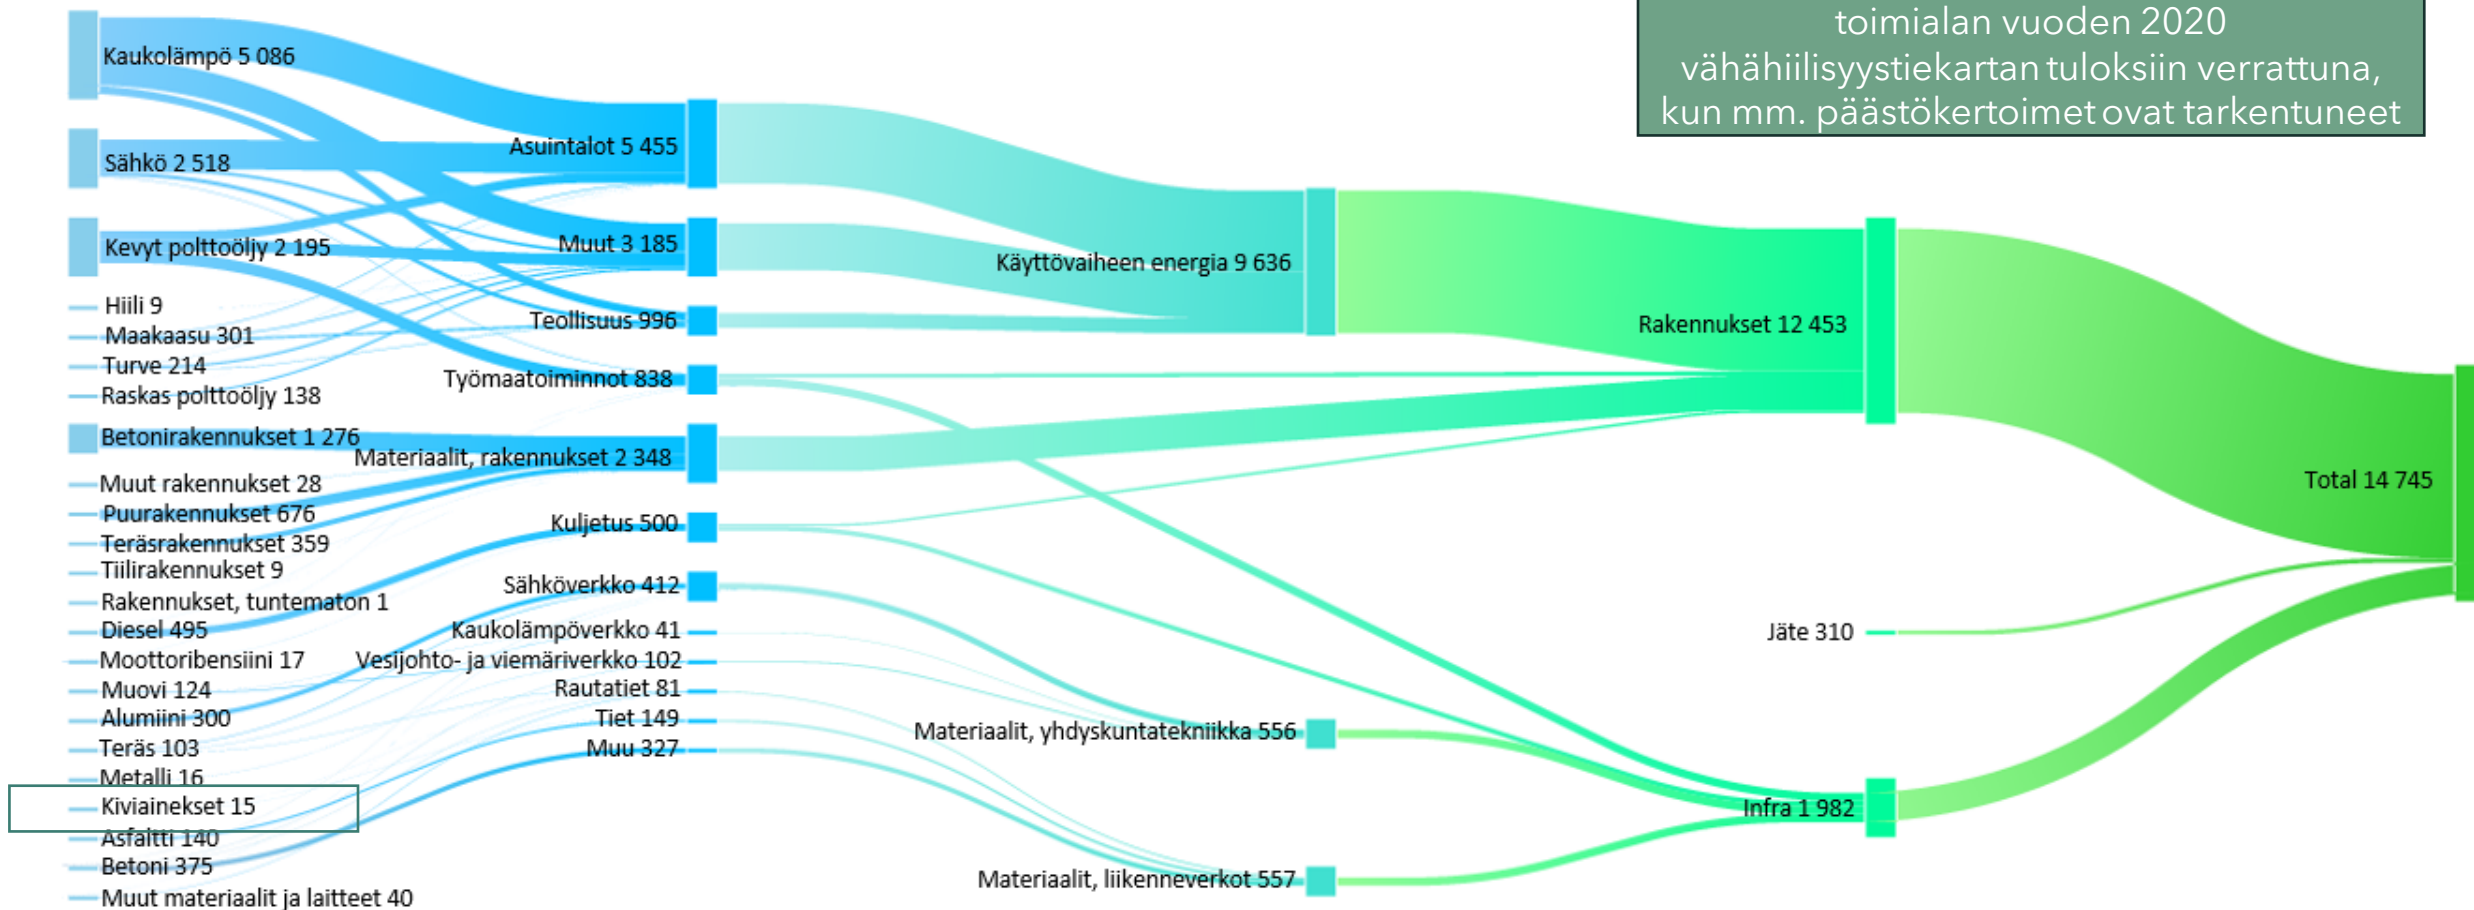 toimialan vuoden 2020
vähähiilisyystiekartan tuloksiin verrattuna,
kun mm. päästökertoimet ovat tarkentuneet
Kaukolämpö 5 086
Sähkö 2 518
Kevyt polttoöljy 2 195
Hiili 9
Maakaasu 301
Turve 214
Raskas polttoöljy 138
Betonirakennukset 1 276
Muut rakennukset 28
Puurakennukset 676
Teräsrakennukset 359
Tiilirakennukset 9
Rakennukset, tuntematon 1
Diesel 495
Moottoribensiini 17
Muovi 124
Alumiini 300
Teräs 103
Metalli 16
Kiviainekset 15
Asfaltti 140
Betoni 375
Muut materiaalit ja laitteet 40
Asuintalot 5 455
Muut 3 185
Teollisuus 996
Työmaatoiminnot 838
Materiaalit, rakennukset 2 348
Kuljetus 500
Sähköverkko 412
Kaukolämpöverkko 41
Vesijohto- ja viemäriverkko 102
Rautatiet 81
Tiet 149
Muu 327
Käyttövaiheen energia 9 636
Materiaalit, yhdyskuntatekniikka 556
Materiaalit, liikenneverkot 557
Rakennukset 12 453
Jäte 310
Infra 1 982
Total 14 745